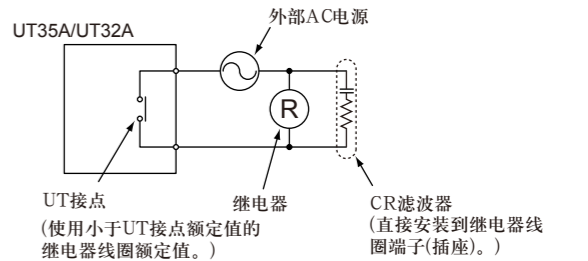 外部AC电源
UT35A/UT32A
R
UT接点
(使用小于UT接点额定值的
继电器线圈额定值。)
继电器
CR滤波器
(直接安装到继电器线
圈端子(插座)。)